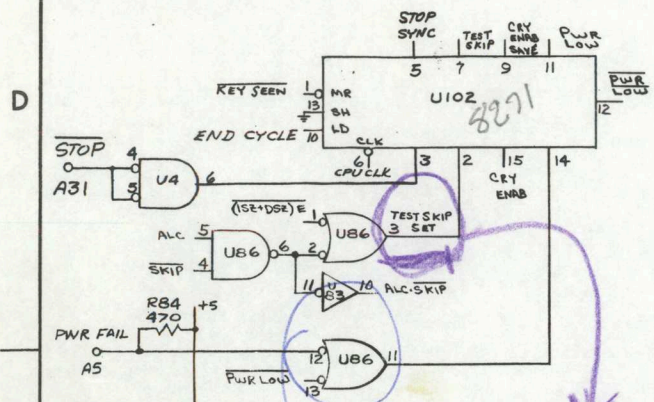 STOP
SYNC
TEST
SKIP
CRY
ENAB
SAVE
PWR
LOW
5 7 9 11
PWR
LOW
12
D
KEY SEEN 1 MR
13 SH
END CYCLE 10 LD
U102
8271
CLK
6
CPUCLK
3 2 15 14
CRY
ENAB
STOP
A31
4
5
U4 6
(ISZ+DSZ)E 1
2 U86 3 TEST SKIP
SET
ALC 5
SKIP 4
U86 6
11 U83 10 ALC·SKIP
R84
470
+5
PWR FAIL
A5
12
U86 11
PWR LOW
13